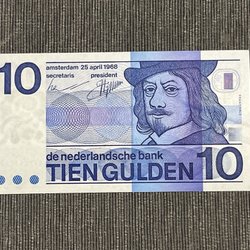 10
amsterdam 25 april 1968
secretaris president
de nederlandsche bank
TIEN GULDEN 10